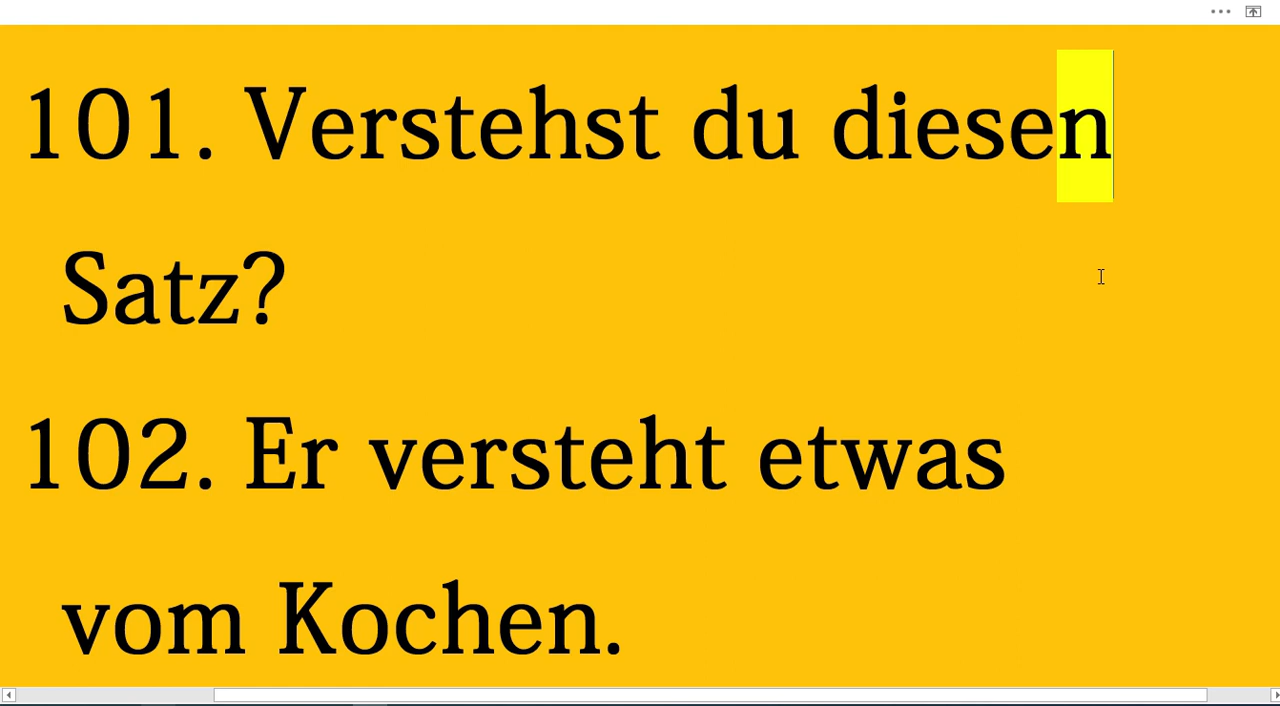 101. Verstehst du diesen
Satz?
102. Er versteht etwas
vom Kochen.